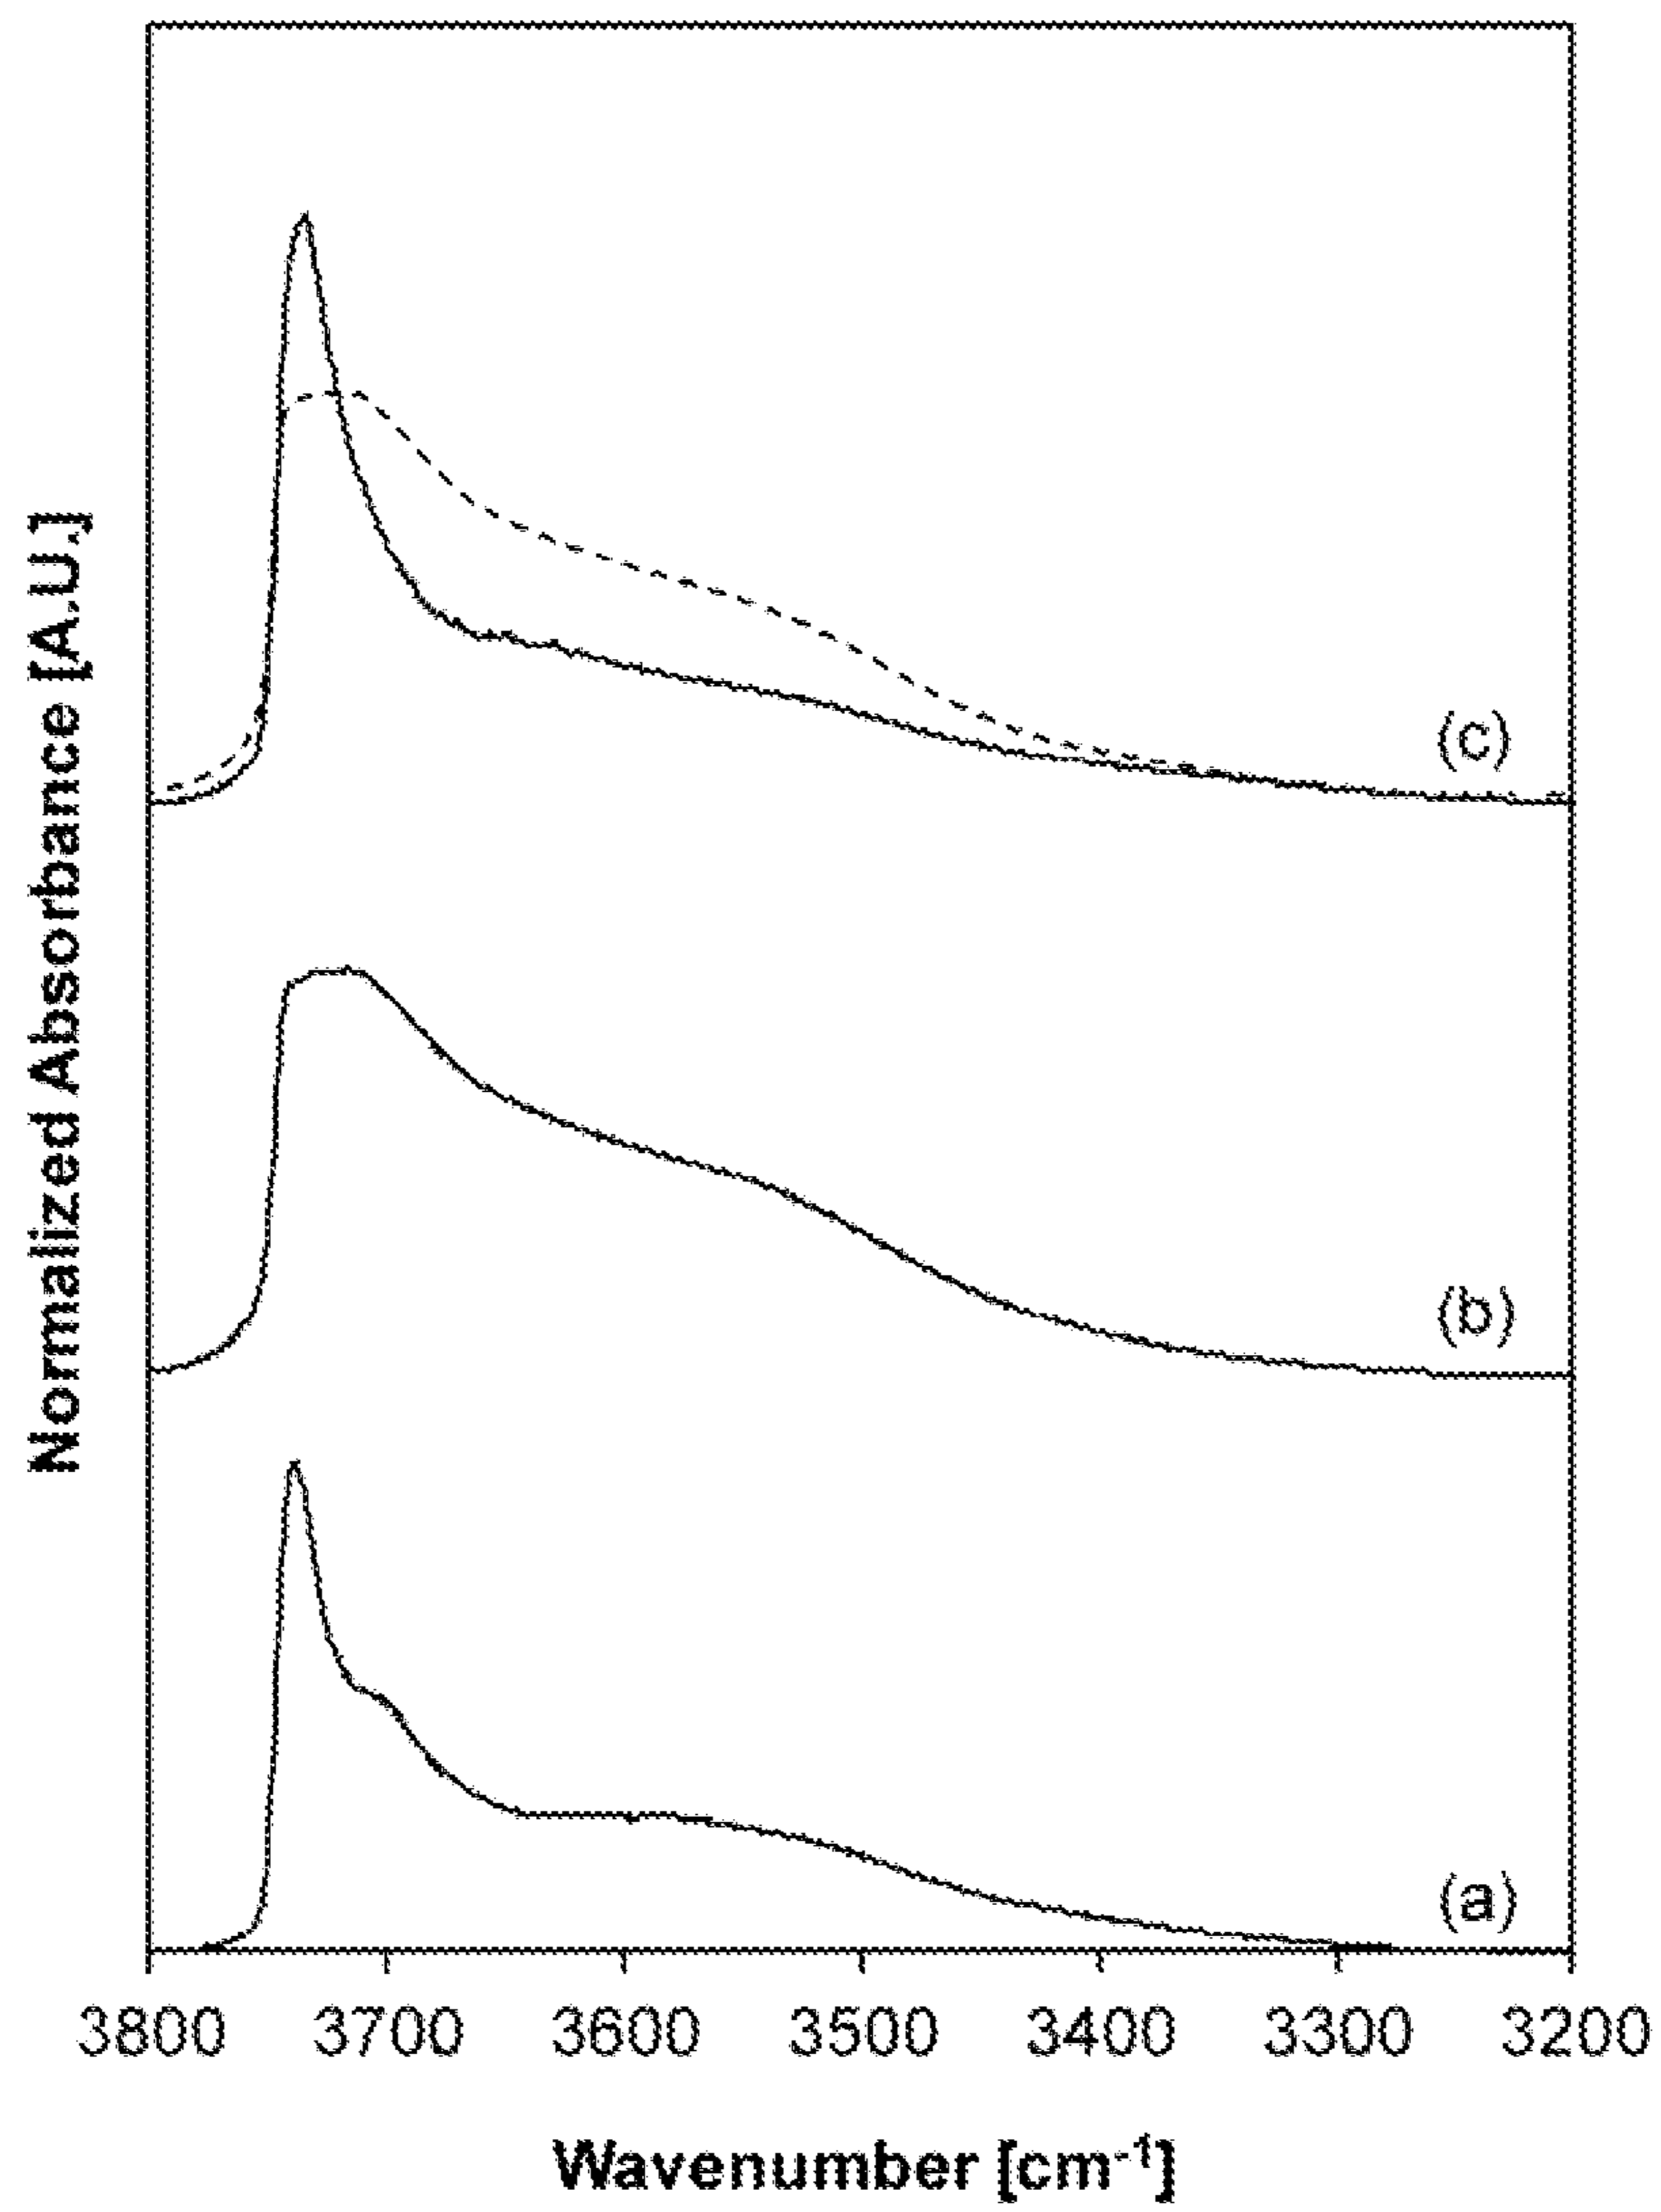 Normalized Absorbance [A.U.]
(c)
(b)
(a)
3800 3700 3600 3500 3400 3300 3200
Wavenumber [cm⁻¹]